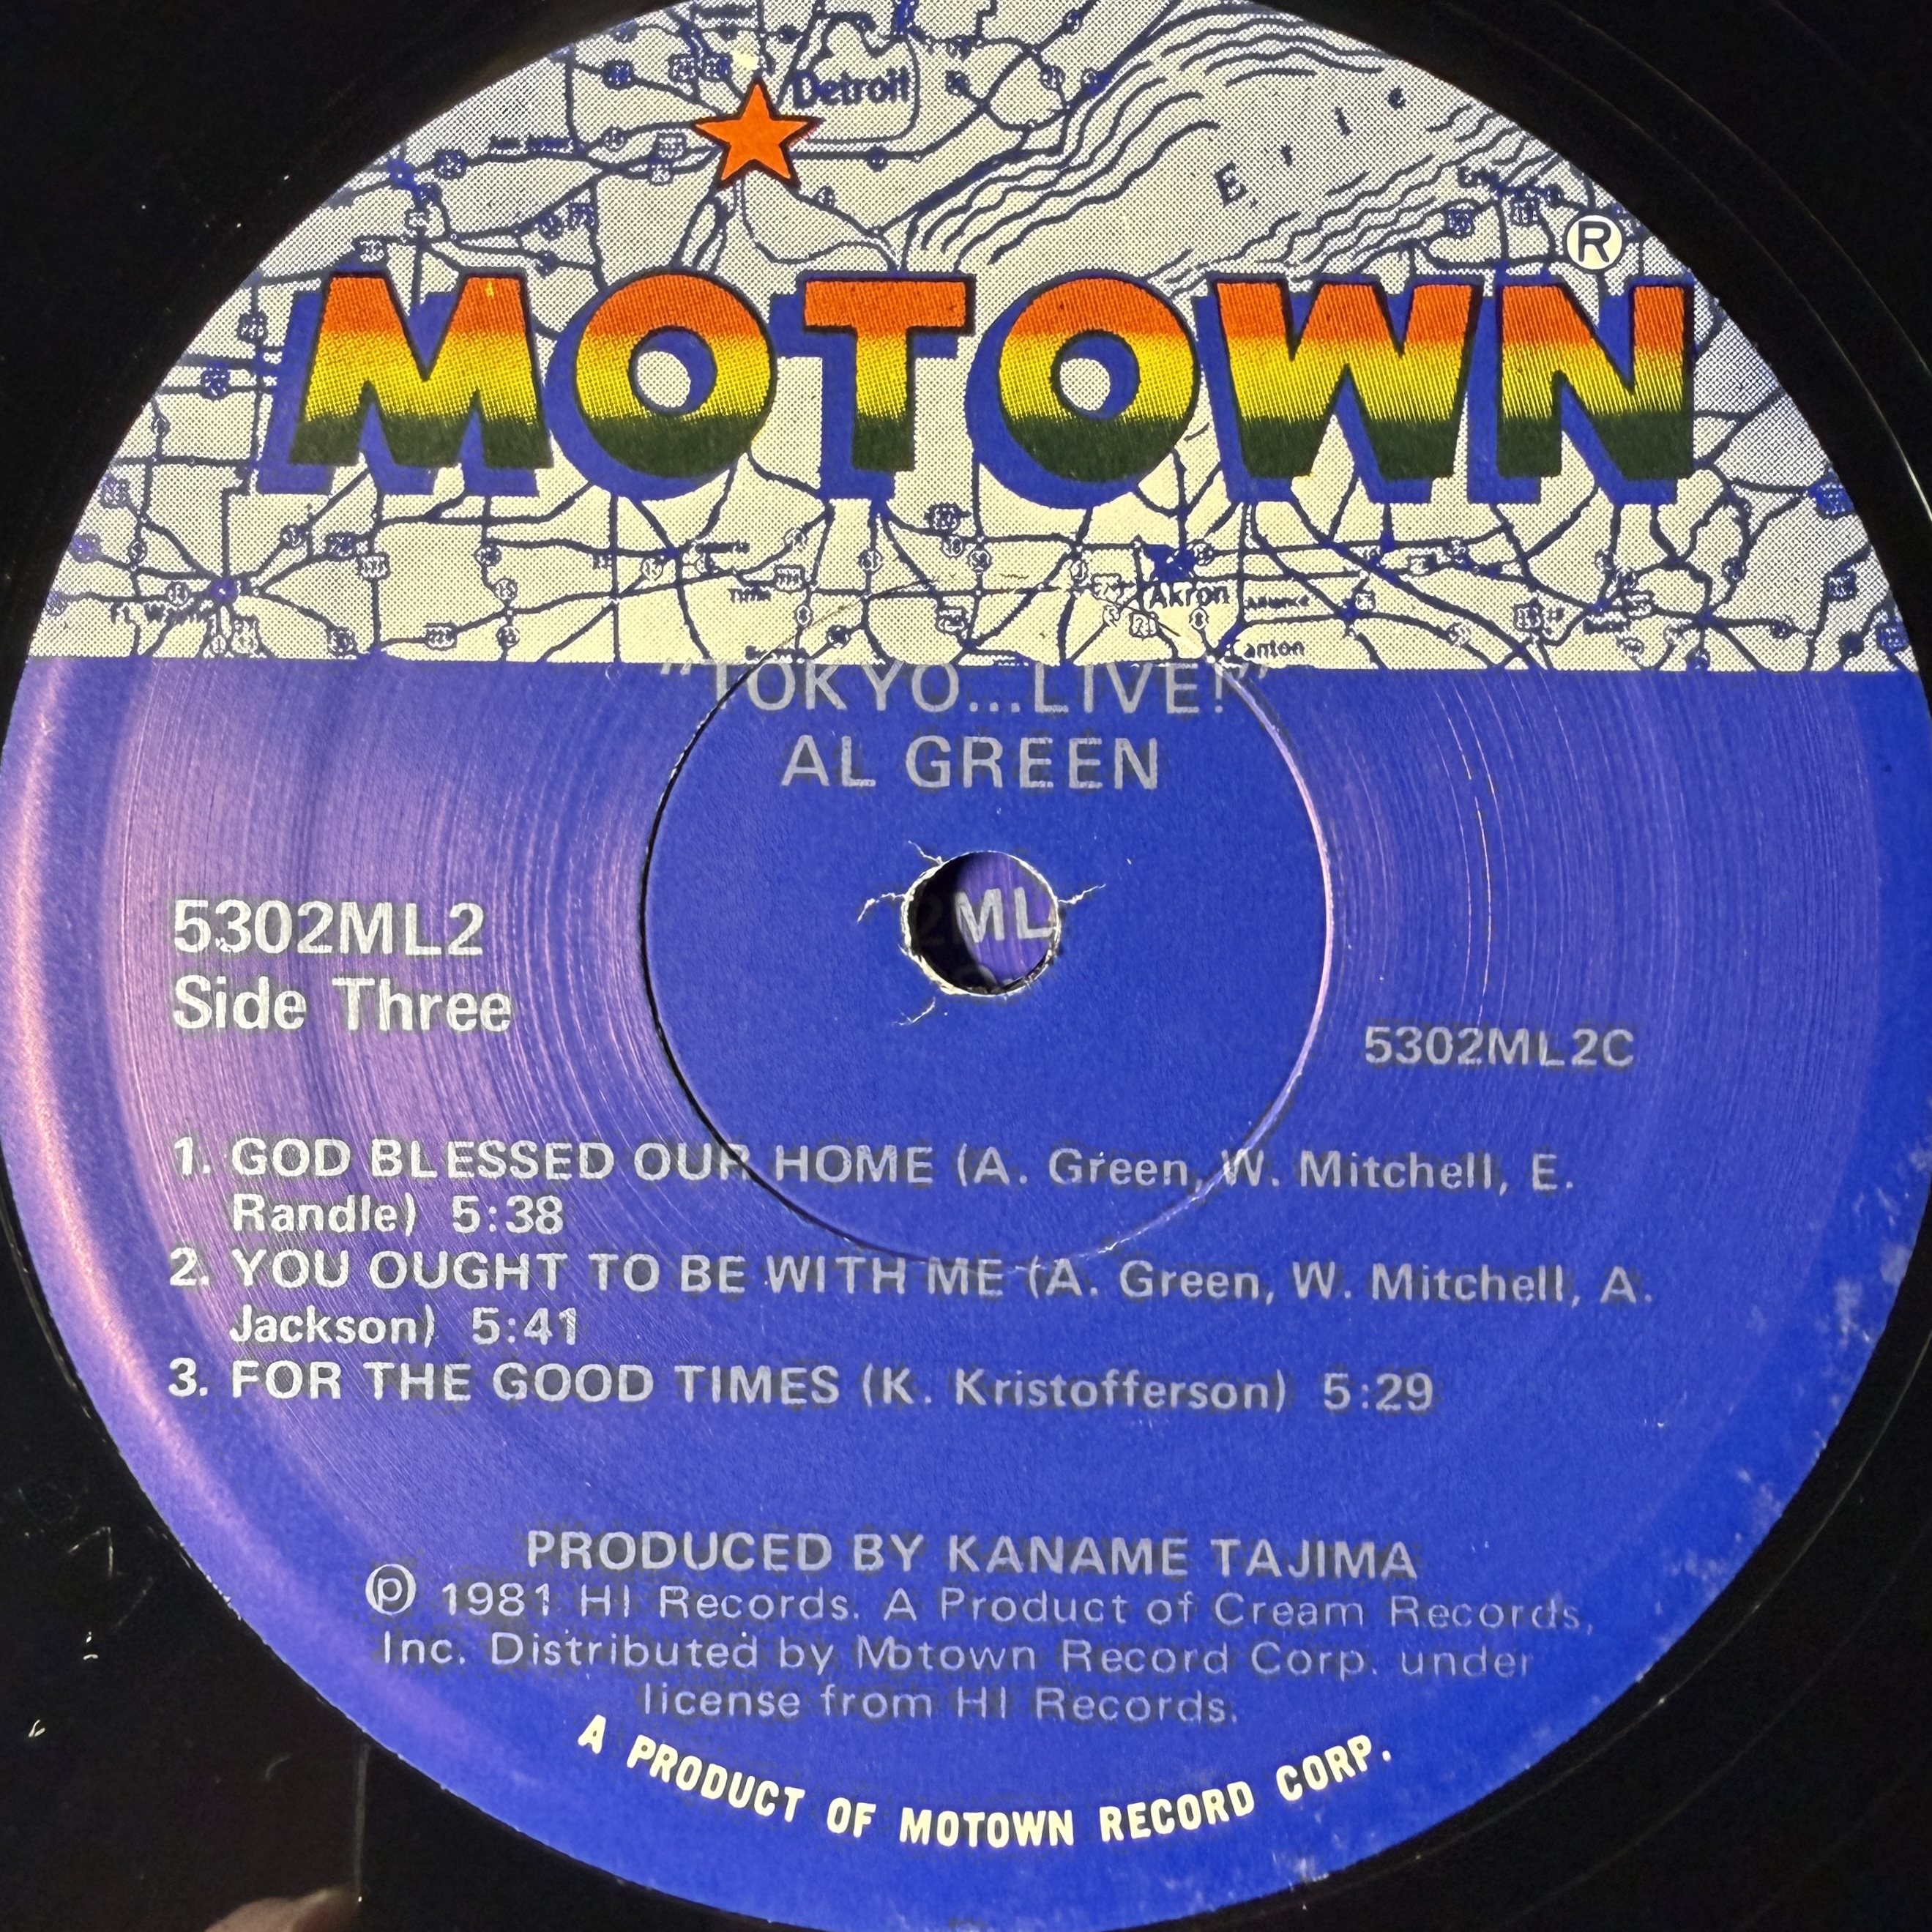 Detroit
E r i e
MOTOWN®
Akron
Alliance
Canton
"TOKYO...LIVE!"
AL GREEN
ML
5302ML2
Side Three
5302ML2C
1. GOD BLESSED OUR HOME (A. Green, W. Mitchell, E.
Randle) 5:38
2. YOU OUGHT TO BE WITH ME (A. Green, W. Mitchell, A.
Jackson) 5:41
3. FOR THE GOOD TIMES (K. Kristofferson) 5:29
PRODUCED BY KANAME TAJIMA
℗ 1981 HI Records. A Product of Cream Records,
Inc. Distributed by Motown Record Corp. under
license from HI Records.
A PRODUCT OF MOTOWN RECORD CORP.